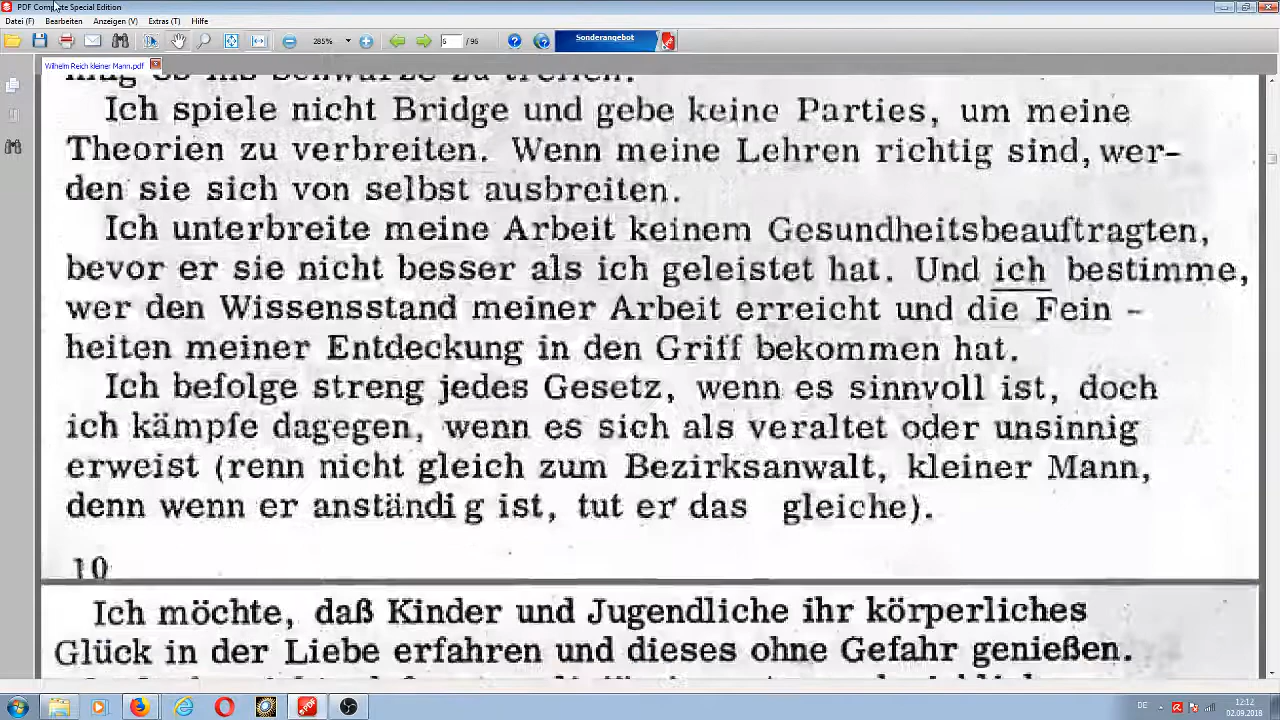 PDF Complete Special Edition
Datei (F) Bearbeiten Anzeigen (V) Extras (T) Hilfe
285% 5 / 95 Sonderangebot
Wilhelm Reich kleiner Mann.pdf
Ich spiele nicht Bridge und gebe keine Parties, um meine
Theorien zu verbreiten. Wenn meine Lehren richtig sind, wer-
den sie sich von selbst ausbreiten.
Ich unterbreite meine Arbeit keinem Gesundheitsbeauftragten,
bevor er sie nicht besser als ich geleistet hat. Und ich bestimme,
wer den Wissensstand meiner Arbeit erreicht und die Fein -
heiten meiner Entdeckung in den Griff bekommen hat.
Ich befolge streng jedes Gesetz, wenn es sinnvoll ist, doch
ich kämpfe dagegen, wenn es sich als veraltet oder unsinnig
erweist (renn nicht gleich zum Bezirksanwalt, kleiner Mann,
denn wenn er anständi g ist, tut er das gleiche).
10
Ich möchte, daß Kinder und Jugendliche ihr körperliches
Glück in der Liebe erfahren und dieses ohne Gefahr genießen.
DE 12:12
02.09.2018